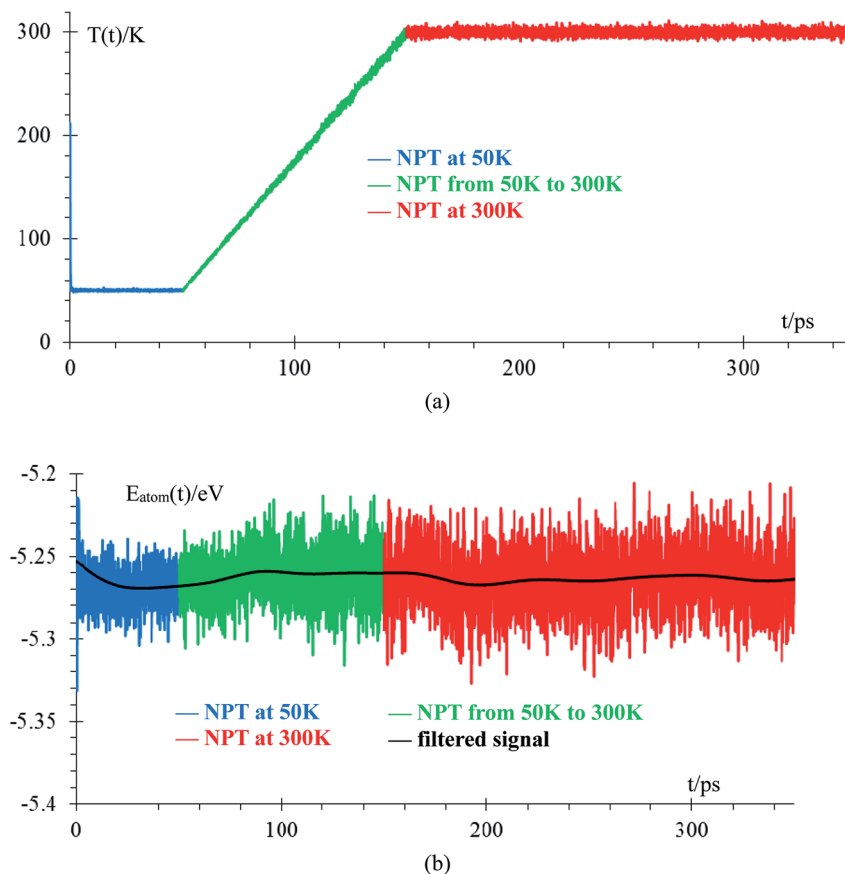 T(t)/K
300
200
100
0
NPT at 50K
NPT from 50K to 300K
NPT at 300K
t/ps
0 100 200 300
(a)
-5.2
Eatom(t)/eV
-5.25
-5.3
-5.35
-5.4
NPT at 50K NPT from 50K to 300K
NPT at 300K filtered signal
t/ps
0 100 200 300
(b)